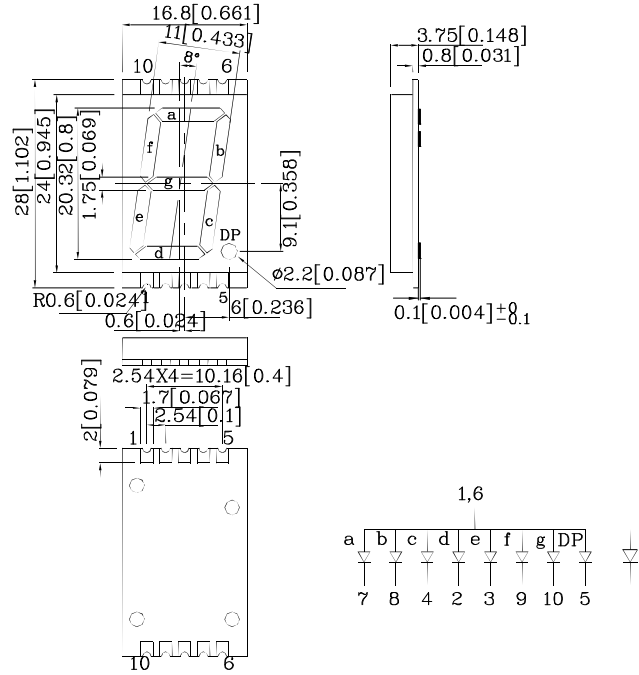 16.8[0.661]
11[0.433]
8°
10
6
a
b
f
g
e
c
d
DP
28[1.102]
24[0.945]
20.32[0.8]
1.75[0.069]
9.1[0.358]
ø2.2[0.087]
R0.6[0.024]
5
6[0.236]
0.6[0.024]
3.75[0.148]
0.8[0.031]
0.1[0.004]+0 −0.1
2.54X4=10.16[0.4]
1.7[0.067]
2.54[0.1]
2[0.079]
1
5
10
6
1,6
a b c d e f g DP
7 8 4 2 3 9 10 5